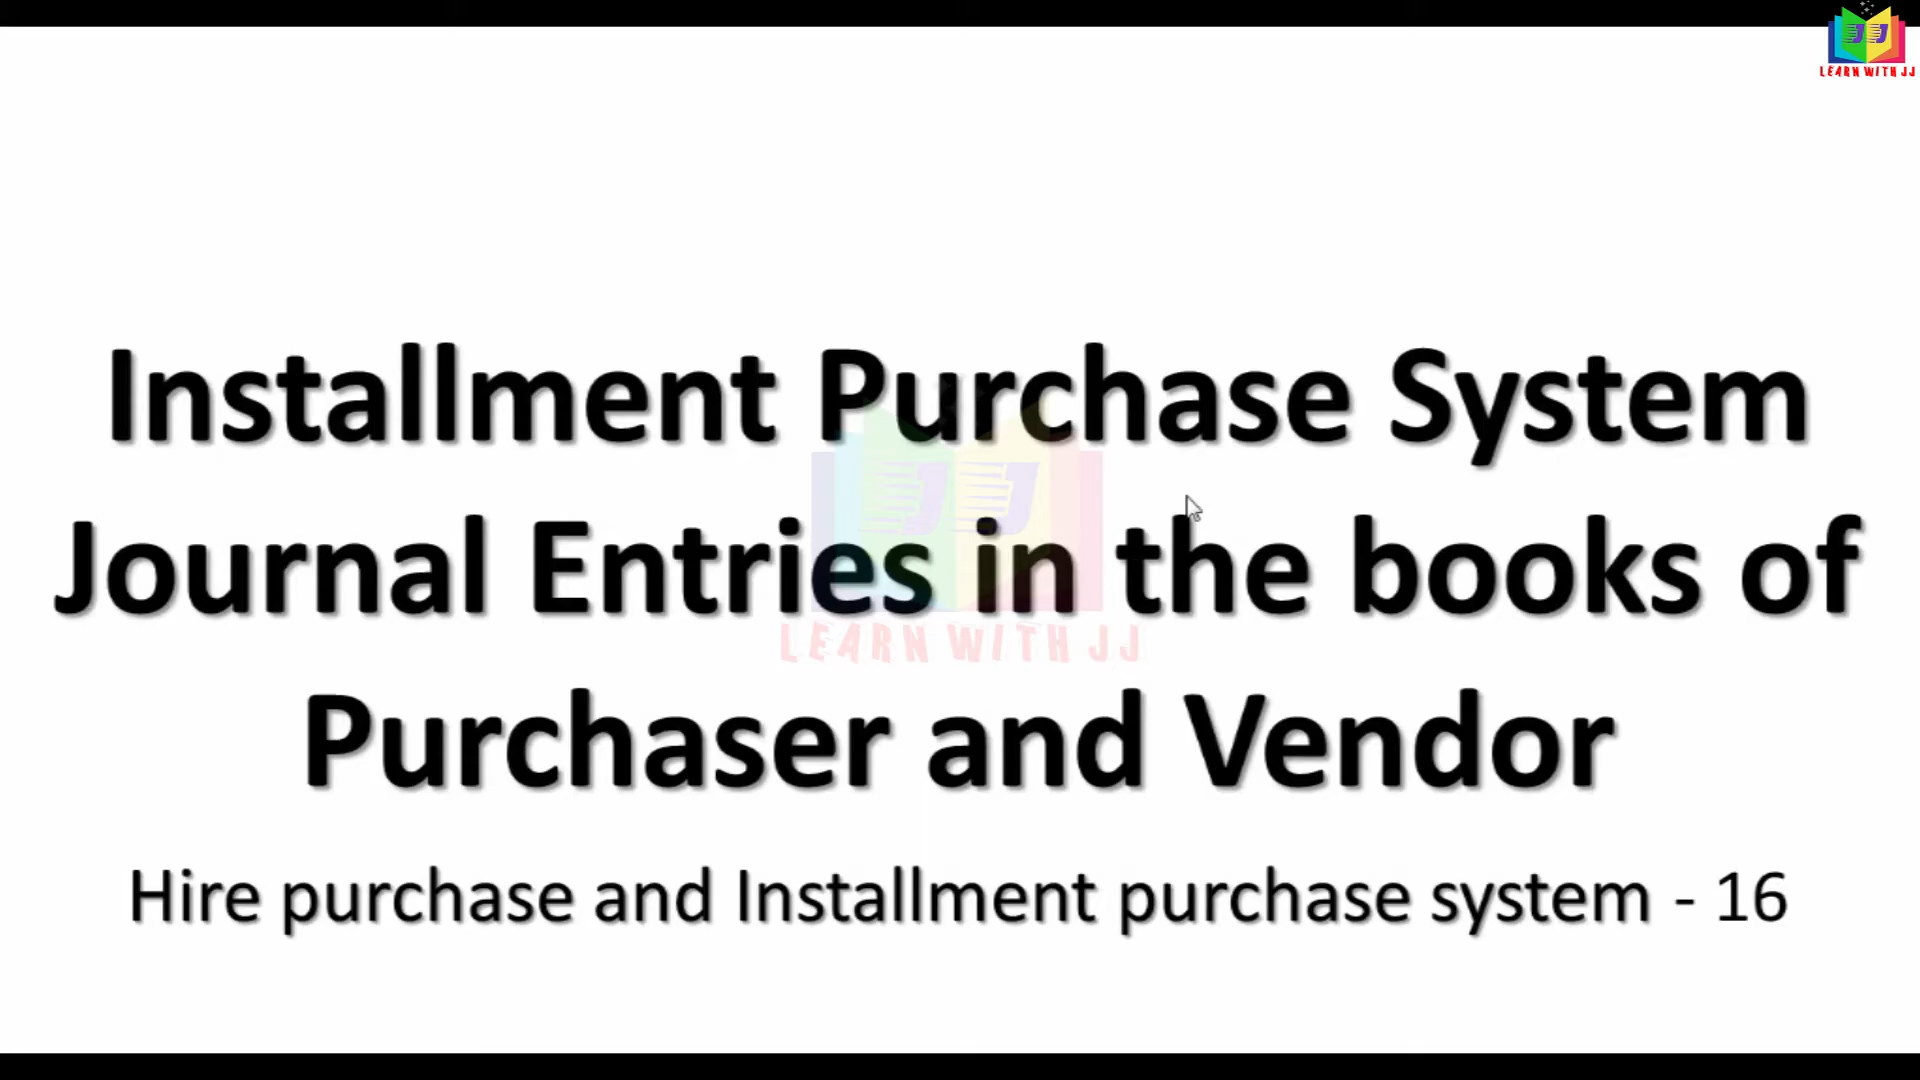 LEARN WITH JJ
Installment Purchase System
Journal Entries in the books of
LEARN WITH JJ
Purchaser and Vendor
Hire purchase and Installment purchase system - 16